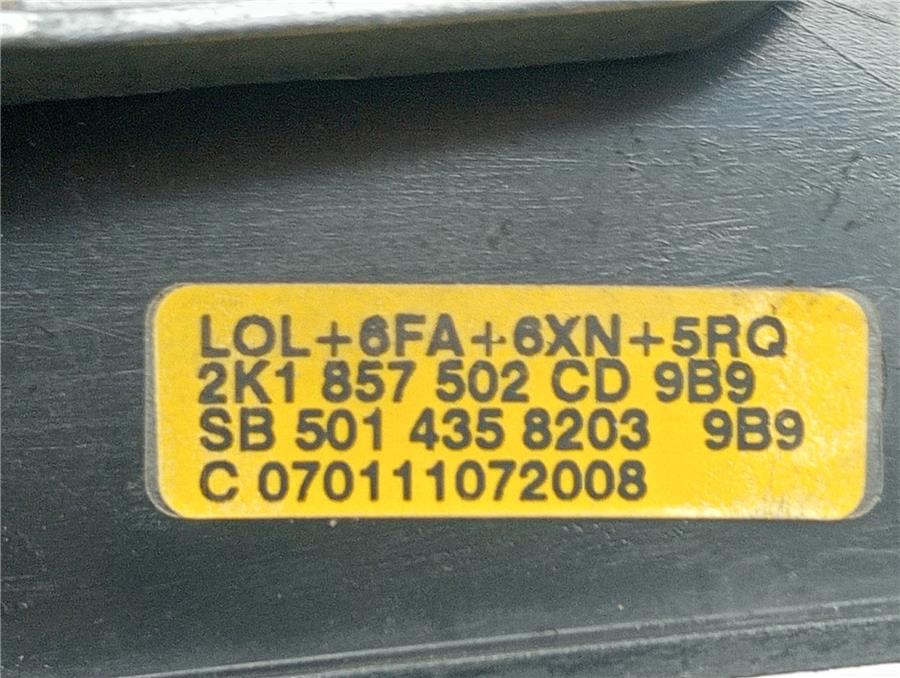 LOL+6FA+6XN+5RQ
2K1 857 502 CD 9B9
SB 501 435 8203 9B9
C 070111072008